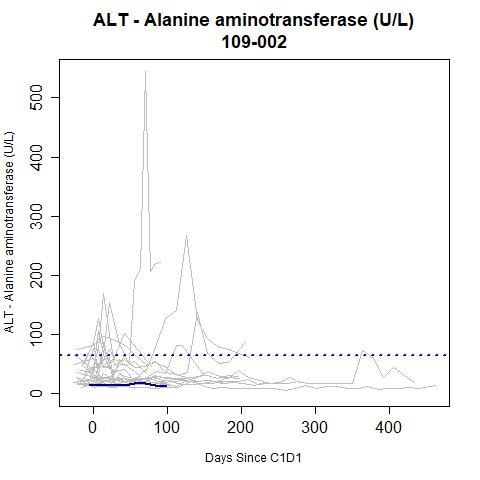 ALT - Alanine aminotransferase (U/L)
109-002
ALT - Alanine aminotransferase (U/L)
500
400
300
200
100
0
0 100 200 300 400
Days Since C1D1